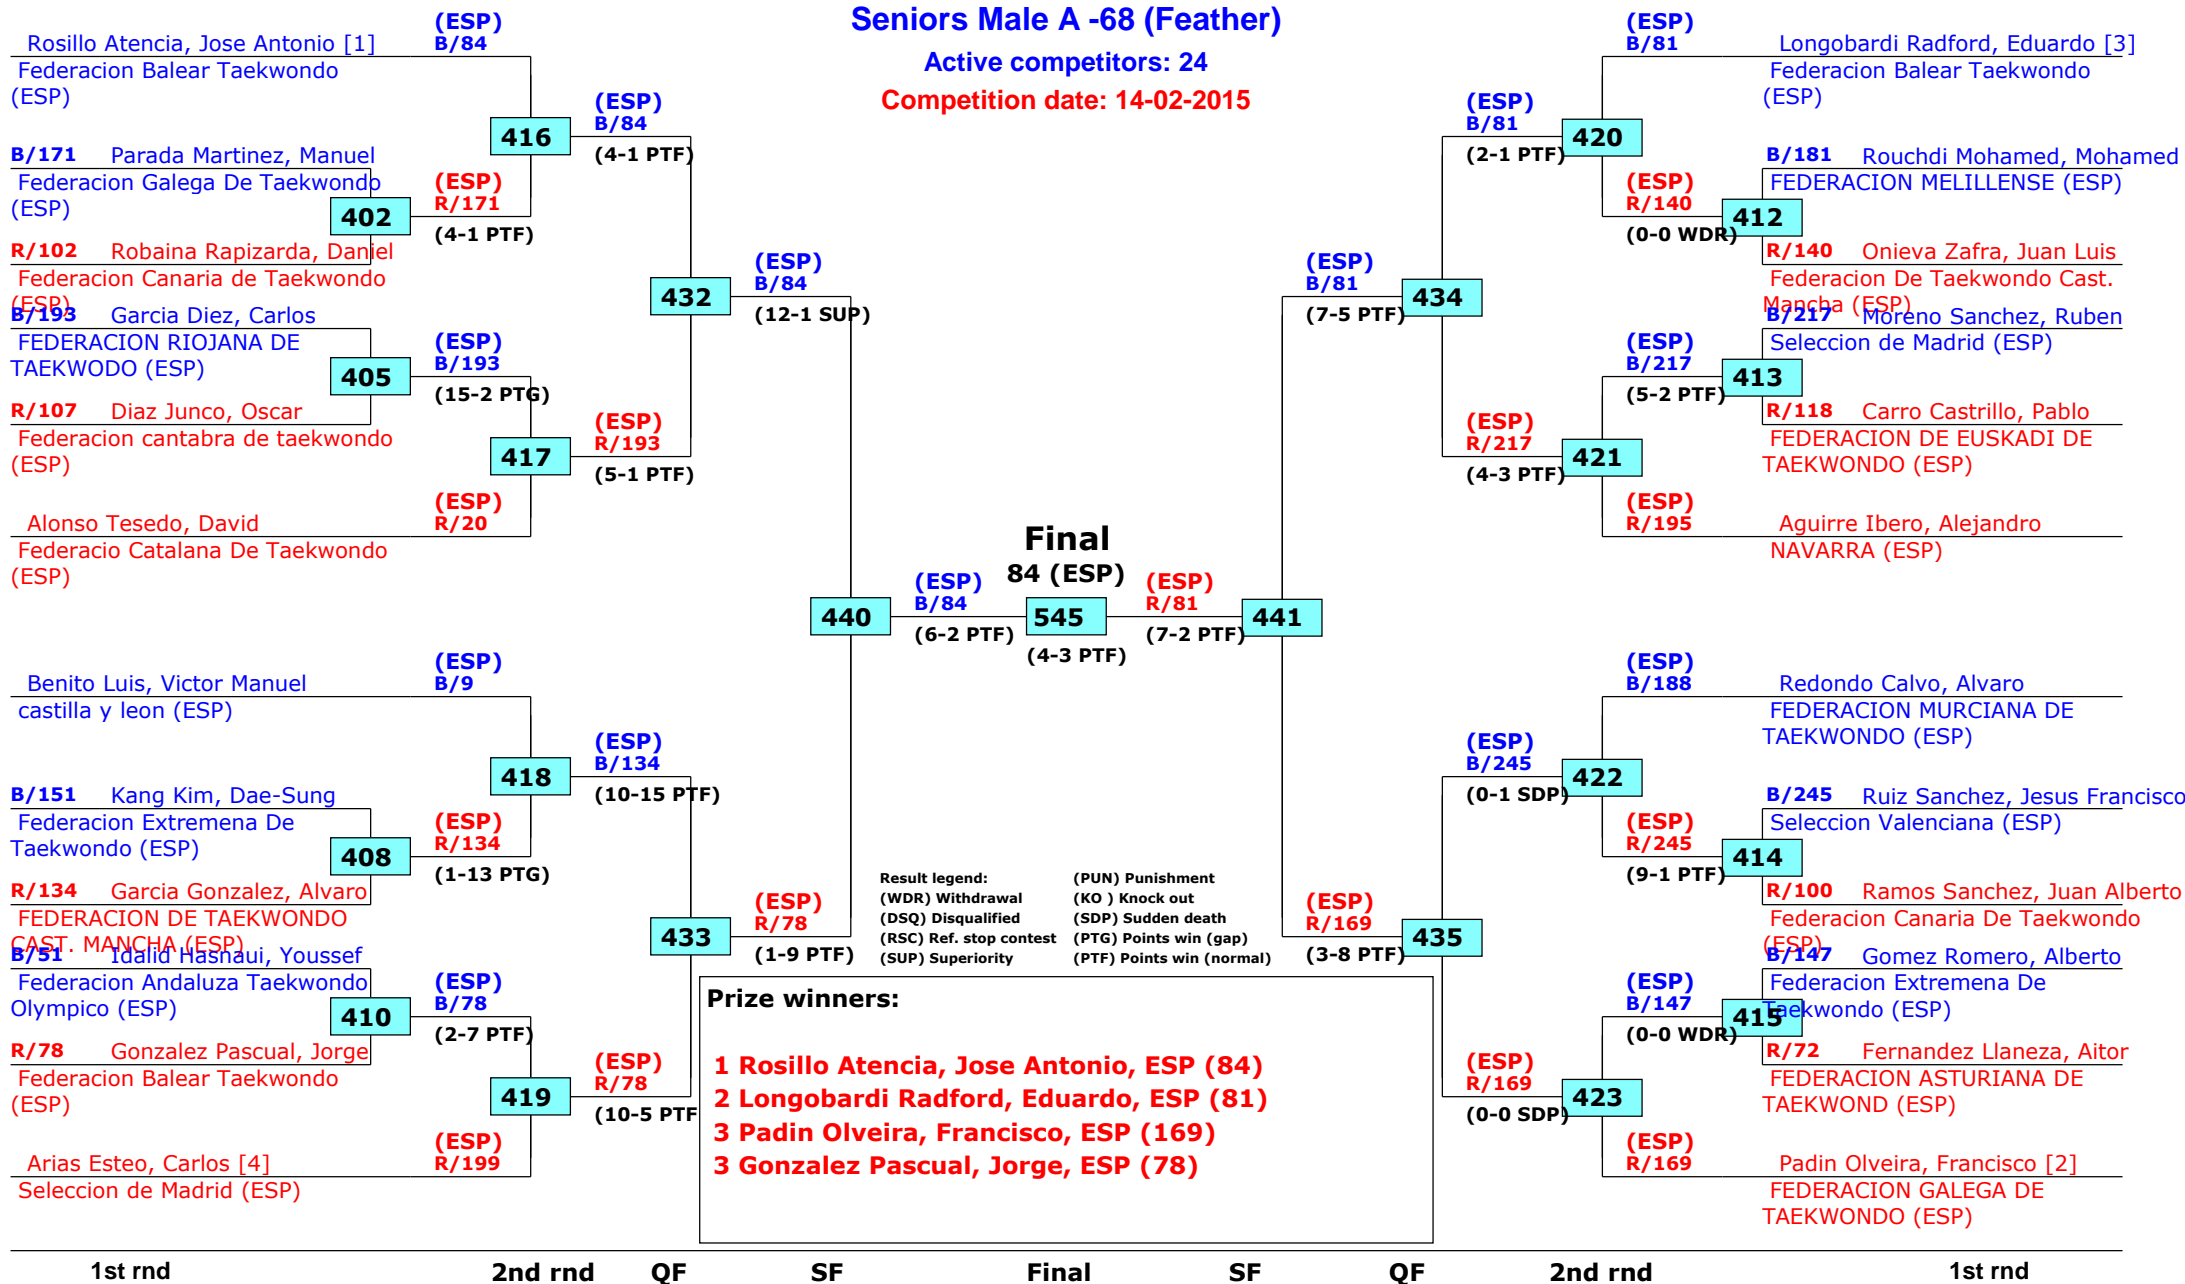 Seniors Male A -68 (Feather)
Active competitors: 24
Competition date: 14-02-2015
Rosillo Atencia, Jose Antonio [1]
Federacion Balear Taekwondo
(ESP)
(ESP)
B/84
B/171 Parada Martinez, Manuel
Federacion Galega De Taekwondo
(ESP)
402
R/102 Robaina Rapizarda, Daniel
Federacion Canaria de Taekwondo
(ESP)
(ESP)
R/171
(4-1 PTF)
416
(ESP)
B/84
(4-1 PTF)
B/193 Garcia Diez, Carlos
FEDERACION RIOJANA DE
TAEKWODO (ESP)
405
R/107 Diaz Junco, Oscar
Federacion cantabra de taekwondo
(ESP)
(ESP)
B/193
(15-2 PTG)
417
(ESP)
R/193
(5-1 PTF)
Alonso Tesedo, David
Federacio Catalana De Taekwondo
(ESP)
(ESP)
R/20
432
(ESP)
B/84
(12-1 SUP)
Benito Luis, Victor Manuel
castilla y leon (ESP)
(ESP)
B/9
B/151 Kang Kim, Dae-Sung
Federacion Extremena De
Taekwondo (ESP)
408
R/134 Garcia Gonzalez, Alvaro
FEDERACION DE TAEKWONDO
CAST. MANCHA (ESP)
(ESP)
R/134
(1-13 PTG)
418
(ESP)
B/134
(10-15 PTF)
B/51 Idalid Hasnaui, Youssef
Federacion Andaluza Taekwondo
Olympico (ESP)
410
R/78 Gonzalez Pascual, Jorge
Federacion Balear Taekwondo
(ESP)
(ESP)
B/78
(2-7 PTF)
419
(ESP)
R/78
(10-5 PTF
Arias Esteo, Carlos [4]
Seleccion de Madrid (ESP)
(ESP)
R/199
433
(ESP)
R/78
(1-9 PTF)
440
(ESP)
B/84
(6-2 PTF)
Final
84 (ESP)
545
(4-3 PTF)
(ESP)
R/81
(7-2 PTF)
441
(ESP)
B/81
(7-5 PTF)
434
(ESP)
B/81
(2-1 PTF)
420
(ESP)
B/81
Longobardi Radford, Eduardo [3]
Federacion Balear Taekwondo
(ESP)
(ESP)
R/140
(0-0 WDR)
412
B/181 Rouchdi Mohamed, Mohamed
FEDERACION MELILLENSE (ESP)
R/140 Onieva Zafra, Juan Luis
Federacion De Taekwondo Cast.
Mancha (ESP)
(ESP)
R/217
(4-3 PTF)
421
(ESP)
B/217
(5-2 PTF)
413
B/217 Moreno Sanchez, Ruben
Seleccion de Madrid (ESP)
R/118 Carro Castrillo, Pablo
FEDERACION DE EUSKADI DE
TAEKWONDO (ESP)
(ESP)
R/195
Aguirre Ibero, Alejandro
NAVARRA (ESP)
(ESP)
R/169
(3-8 PTF)
435
(ESP)
B/245
(0-1 SDP)
422
(ESP)
B/188
Redondo Calvo, Alvaro
FEDERACION MURCIANA DE
TAEKWONDO (ESP)
(ESP)
R/245
(9-1 PTF)
414
B/245 Ruiz Sanchez, Jesus Francisco
Seleccion Valenciana (ESP)
R/100 Ramos Sanchez, Juan Alberto
Federacion Canaria De Taekwondo
(ESP)
(ESP)
R/169
(0-0 SDP)
423
(ESP)
B/147
(0-0 WDR)
415
B/147 Gomez Romero, Alberto
Federacion Extremena De
Taekwondo (ESP)
R/72 Fernandez Llaneza, Aitor
FEDERACION ASTURIANA DE
TAEKWOND (ESP)
(ESP)
R/169
Padin Olveira, Francisco [2]
FEDERACION GALEGA DE
TAEKWONDO (ESP)
Result legend: (PUN) Punishment
(WDR) Withdrawal (KO ) Knock out
(DSQ) Disqualified (SDP) Sudden death
(RSC) Ref. stop contest (PTG) Points win (gap)
(SUP) Superiority (PTF) Points win (normal)
Prize winners:
1 Rosillo Atencia, Jose Antonio, ESP (84)
2 Longobardi Radford, Eduardo, ESP (81)
3 Padin Olveira, Francisco, ESP (169)
3 Gonzalez Pascual, Jorge, ESP (78)
1st rnd 2nd rnd QF SF Final SF QF 2nd rnd 1st rnd